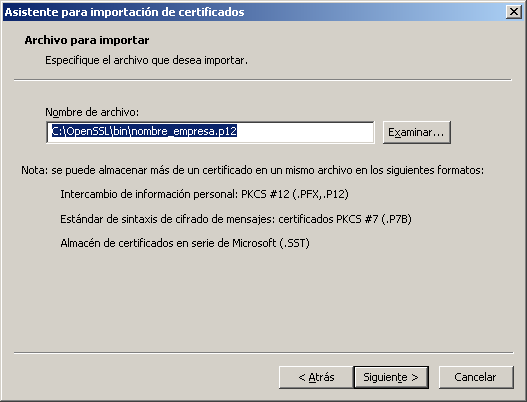 Asistente para importación de certificados
Archivo para importar
Especifique el archivo que desea importar.
Nombre de archivo:
C:\OpenSSL\bin\nombre_empresa.p12
Examinar...
Nota: se puede almacenar más de un certificado en un mismo archivo en los siguientes formatos:
Intercambio de información personal: PKCS #12 (.PFX,.P12)
Estándar de sintaxis de cifrado de mensajes: certificados PKCS #7 (.P7B)
Almacén de certificados en serie de Microsoft (.SST)
< Atrás
Siguiente >
Cancelar